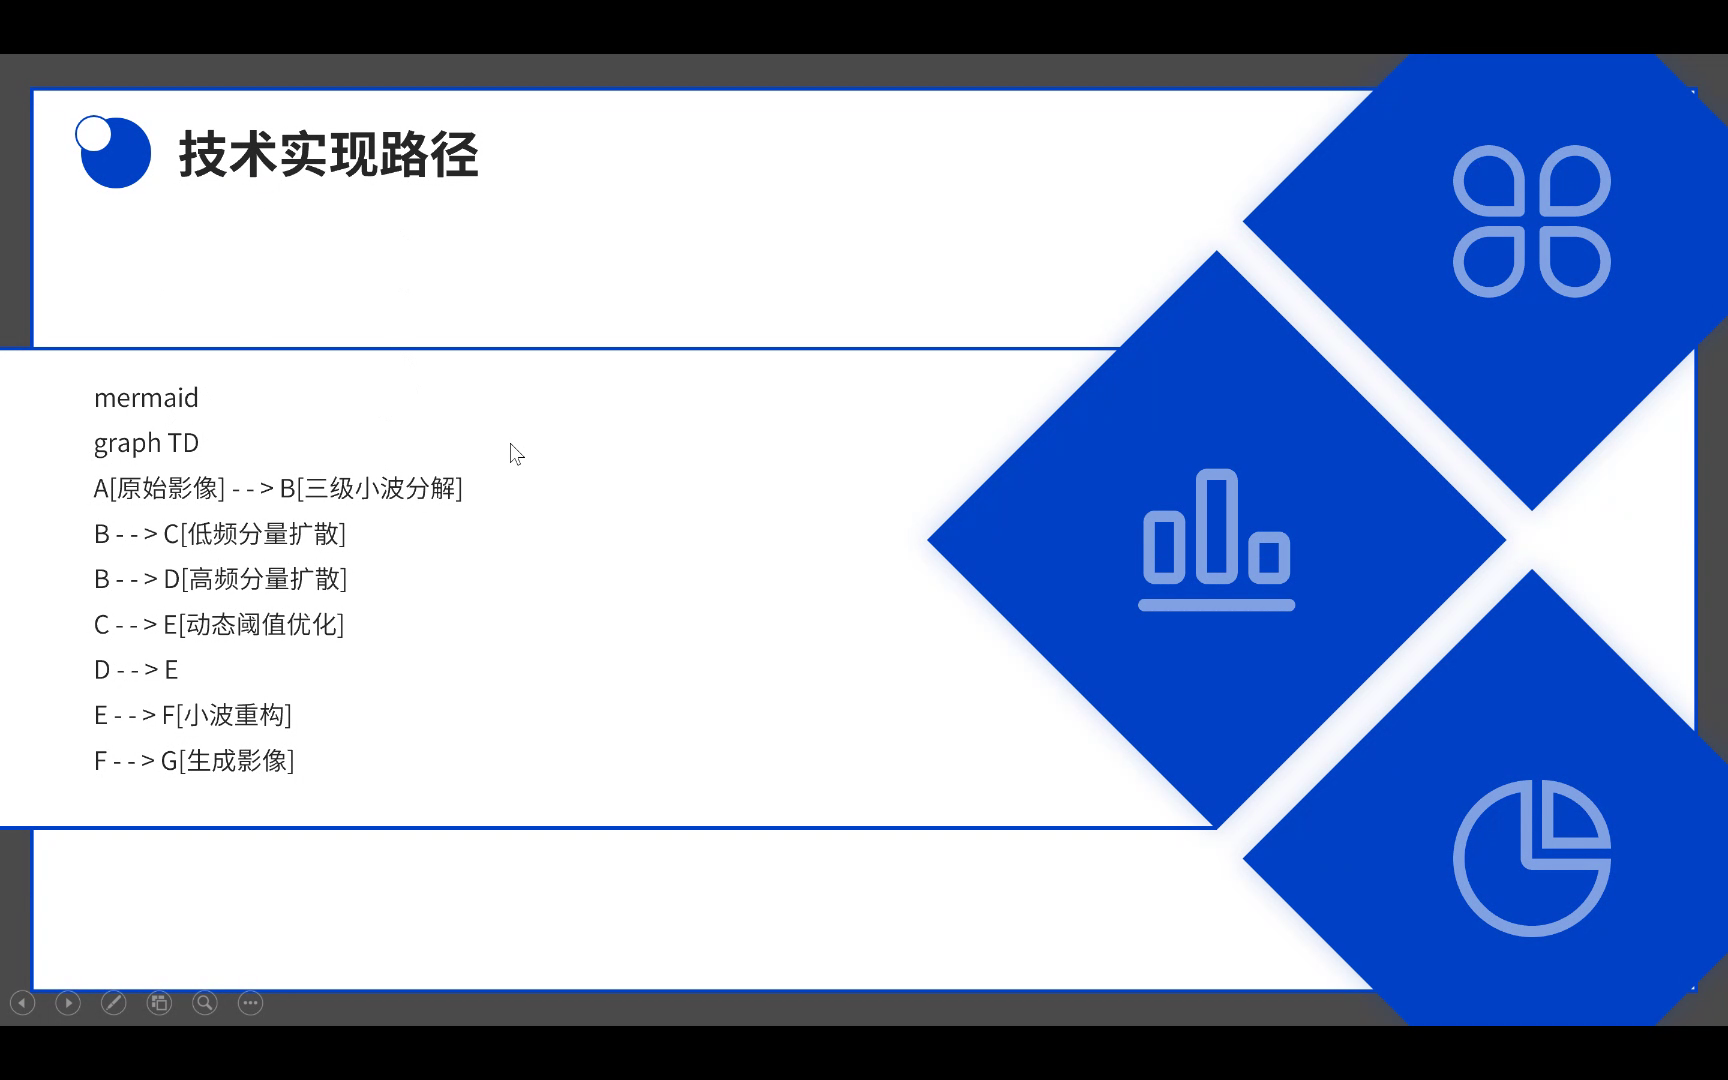 技术实现路径
mermaid
graph TD
A[原始影像] - - > B[三级小波分解]
B - - > C[低频分量扩散]
B - - > D[高频分量扩散]
C - - > E[动态阈值优化]
D - - > E
E - - > F[小波重构]
F - - > G[生成影像]